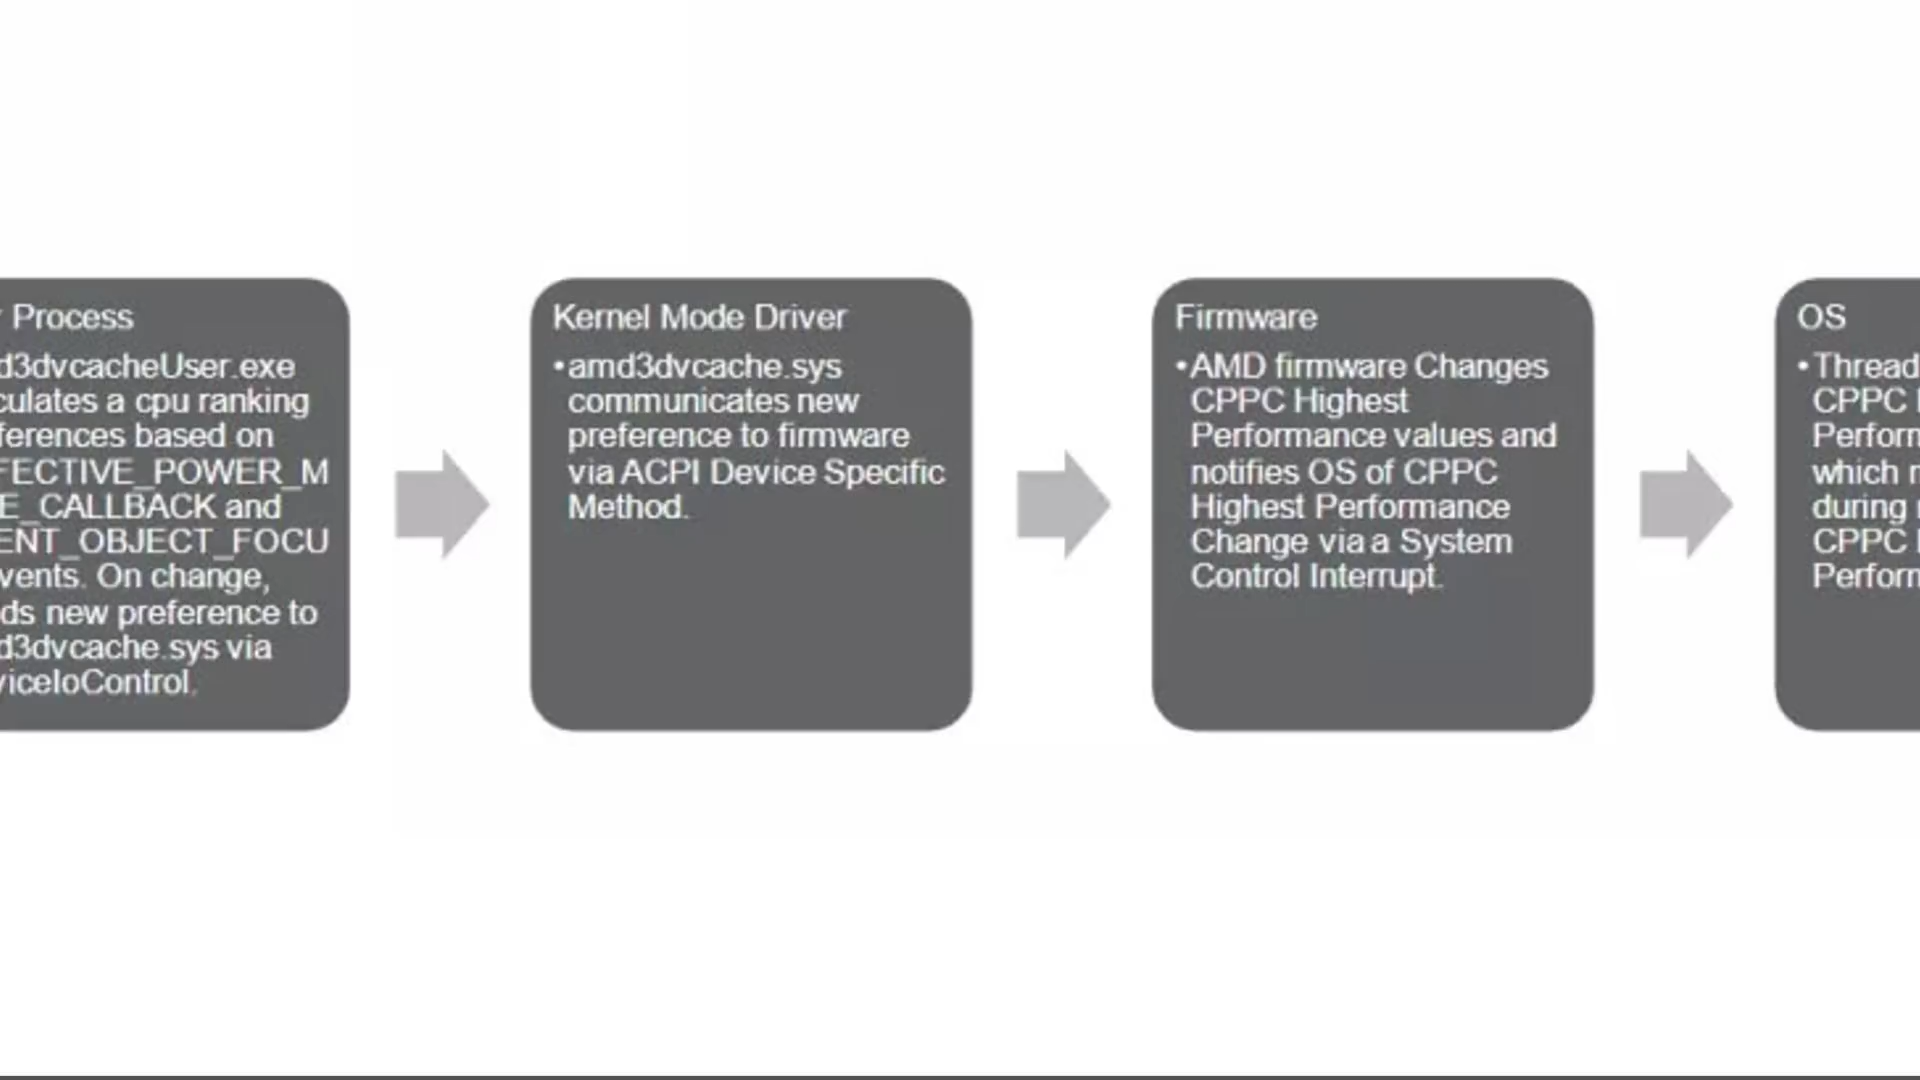 Process
d3dvcacheUser.exe
culates a cpu ranking
ferences based on
FECTIVE_POWER_M
E_CALLBACK and
ENT_OBJECT_FOCU
vents. On change,
ds new preference to
d3dvcache.sys via
viceIoControl.
Kernel Mode Driver
•amd3dvcache.sys
communicates new
preference to firmware
via ACPI Device Specific
Method.
Firmware
•AMD firmware Changes
CPPC Highest
Performance values and
notifies OS of CPPC
Highest Performance
Change via a System
Control Interrupt.
OS
•Thread
CPPC
Perform
which
during
CPPC
Perform